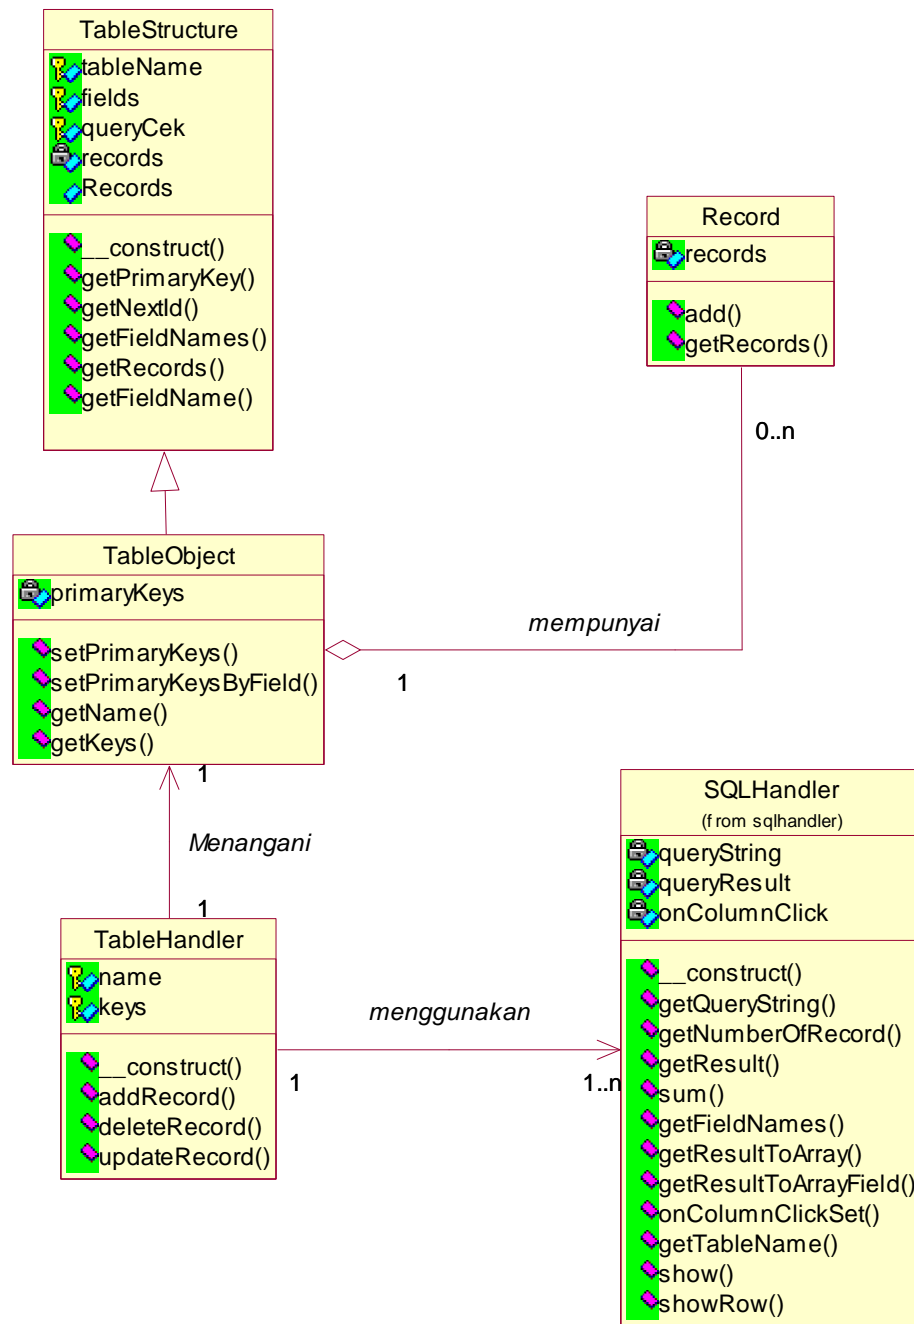 TableStructure
tableName
fields
queryCek
records
Records
__construct()
getPrimaryKey()
getNextId()
getFieldNames()
getRecords()
getFieldName()
Record
records
add()
getRecords()
0..n
TableObject
primaryKeys
setPrimaryKeys()
setPrimaryKeysByField()
getName()
getKeys()
mempunyai
1
1
Menangani
1
TableHandler
name
keys
__construct()
addRecord()
deleteRecord()
updateRecord()
menggunakan
1
1..n
SQLHandler
(from sqlhandler)
queryString
queryResult
onColumnClick
__construct()
getQueryString()
getNumberOfRecord()
getResult()
sum()
getFieldNames()
getResultToArray()
getResultToArrayField()
onColumnClickSet()
getTableName()
show()
showRow()